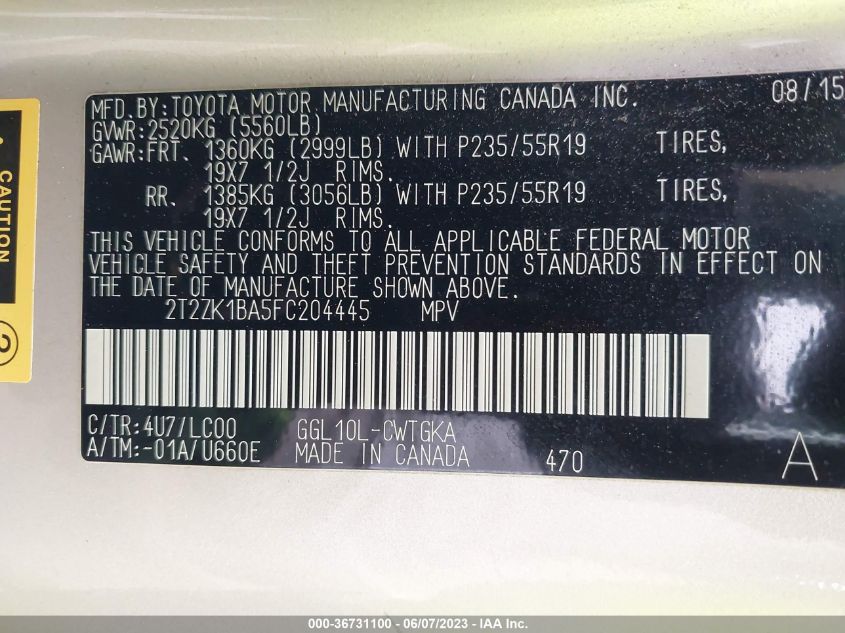 MFD.BY:TOYOTA MOTOR MANUFACTURING CANADA INC. 08/15
GVWR:2520KG (5560LB)
GAWR:FRT. 1360KG (2999LB) WITH P235/55R19 TIRES,
19X7 1/2J RIMS.
RR. 1385KG (3056LB) WITH P235/55R19 TIRES,
19X7 1/2J RIMS.
THIS VEHICLE CONFORMS TO ALL APPLICABLE FEDERAL MOTOR
VEHICLE SAFETY AND THEFT PREVENTION STANDARDS IN EFFECT ON
THE DATE OF MANUFACTURE SHOWN ABOVE.
2T2ZK1BA5FC204445 MPV
C/TR:4U7/LC00 GGL10L-CWTGKA
A/TM:-01A/U660E MADE IN CANADA 470 A
CAUTION
2
000-36731100 - 06/07/2023 - IAA